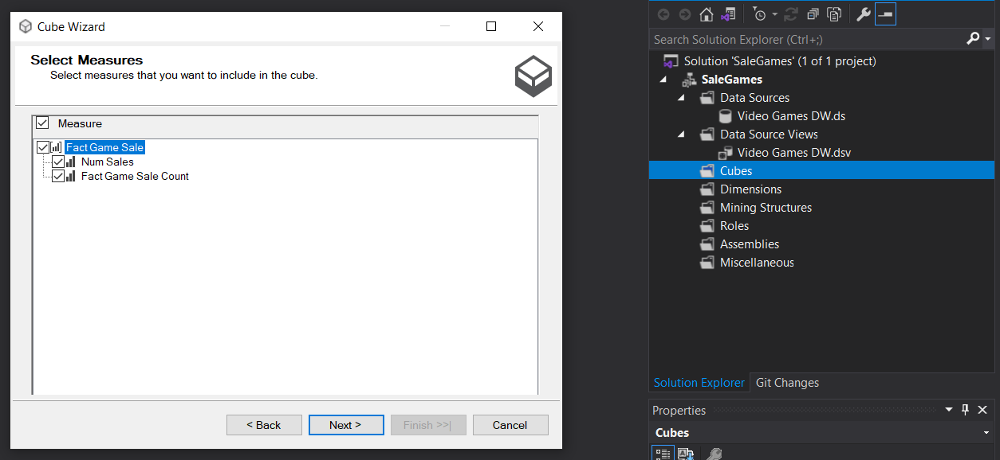 Cube Wizard
Select Measures
Select measures that you want to include in the cube.
Measure
Fact Game Sale
Num Sales
Fact Game Sale Count
< Back
Next >
Finish >>|
Cancel
Search Solution Explorer (Ctrl+;)
Solution 'SaleGames' (1 of 1 project)
SaleGames
Data Sources
Video Games DW.ds
Data Source Views
Video Games DW.dsv
Cubes
Dimensions
Mining Structures
Roles
Assemblies
Miscellaneous
Solution Explorer
Git Changes
Properties
Cubes